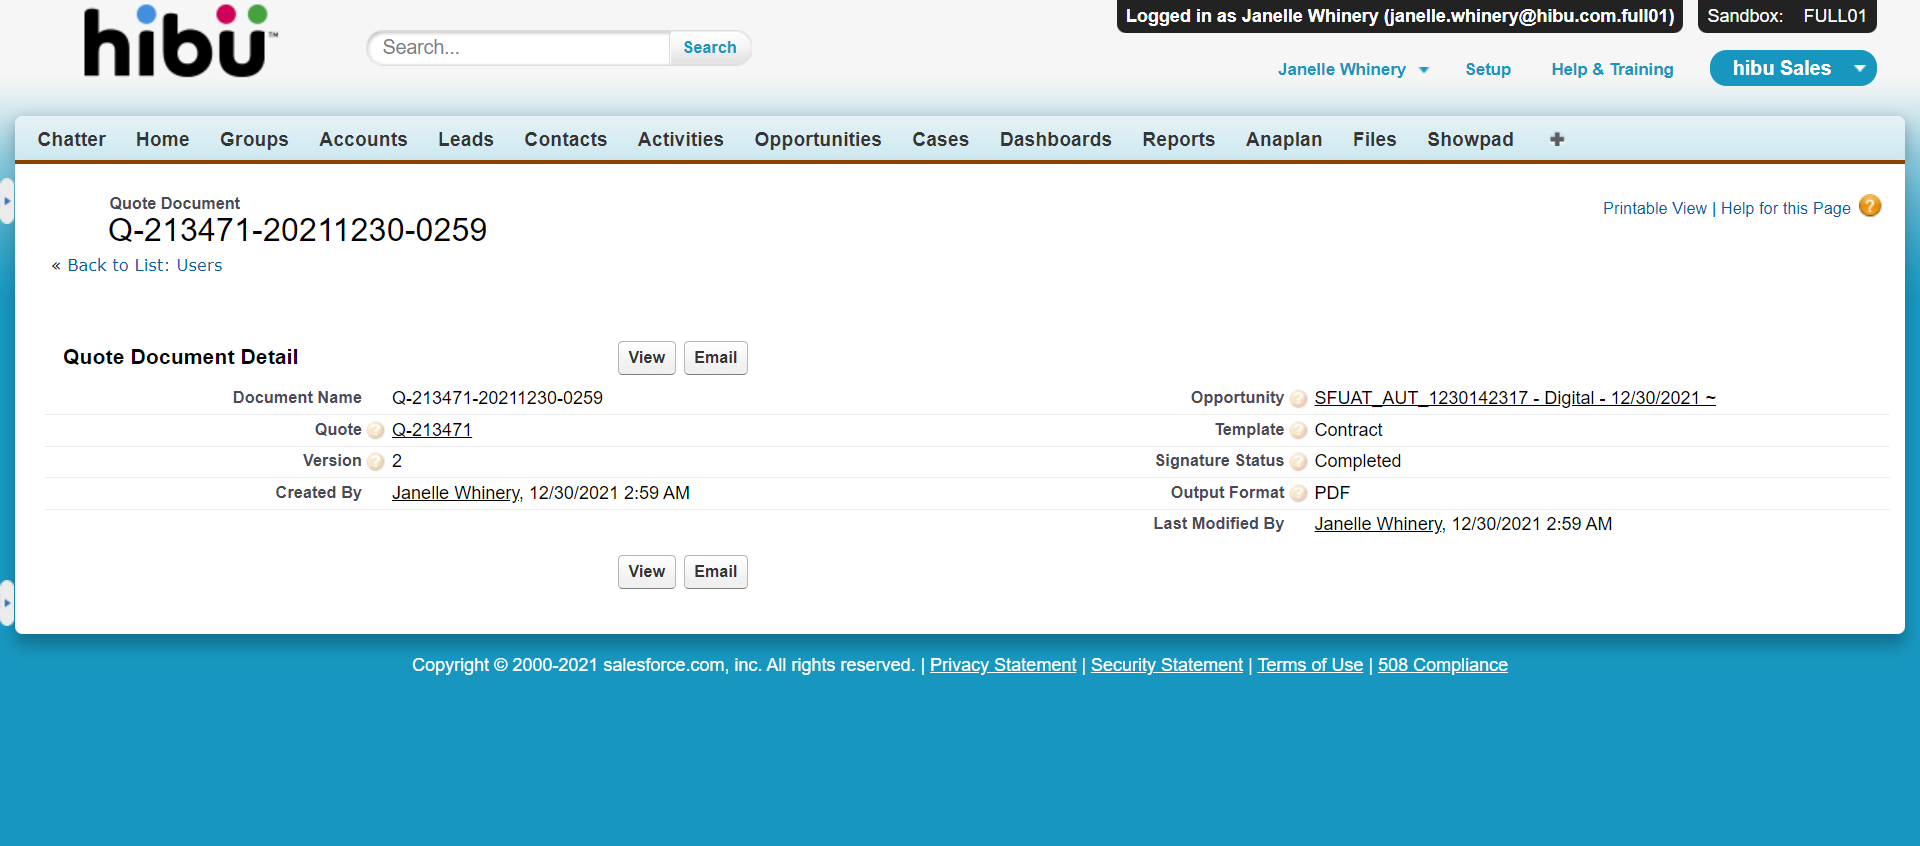 Logged in as Janelle Whinery (janelle.whinery@hibu.com.full01) Sandbox: FULL01
hibu™
Search... Search
Janelle Whinery Setup Help & Training hibu Sales
Chatter Home Groups Accounts Leads Contacts Activities Opportunities Cases Dashboards Reports Anaplan Files Showpad +
Quote Document
Q-213471-20211230-0259
Printable View | Help for this Page ?
« Back to List: Users
Quote Document Detail View Email
Document Name Q-213471-20211230-0259 Opportunity ? SFUAT_AUT_1230142317 - Digital - 12/30/2021 ~
Quote ? Q-213471 Template ? Contract
Version ? 2 Signature Status ? Completed
Created By Janelle Whinery, 12/30/2021 2:59 AM Output Format ? PDF
Last Modified By Janelle Whinery, 12/30/2021 2:59 AM
View Email
Copyright © 2000-2021 salesforce.com, inc. All rights reserved. | Privacy Statement | Security Statement | Terms of Use | 508 Compliance